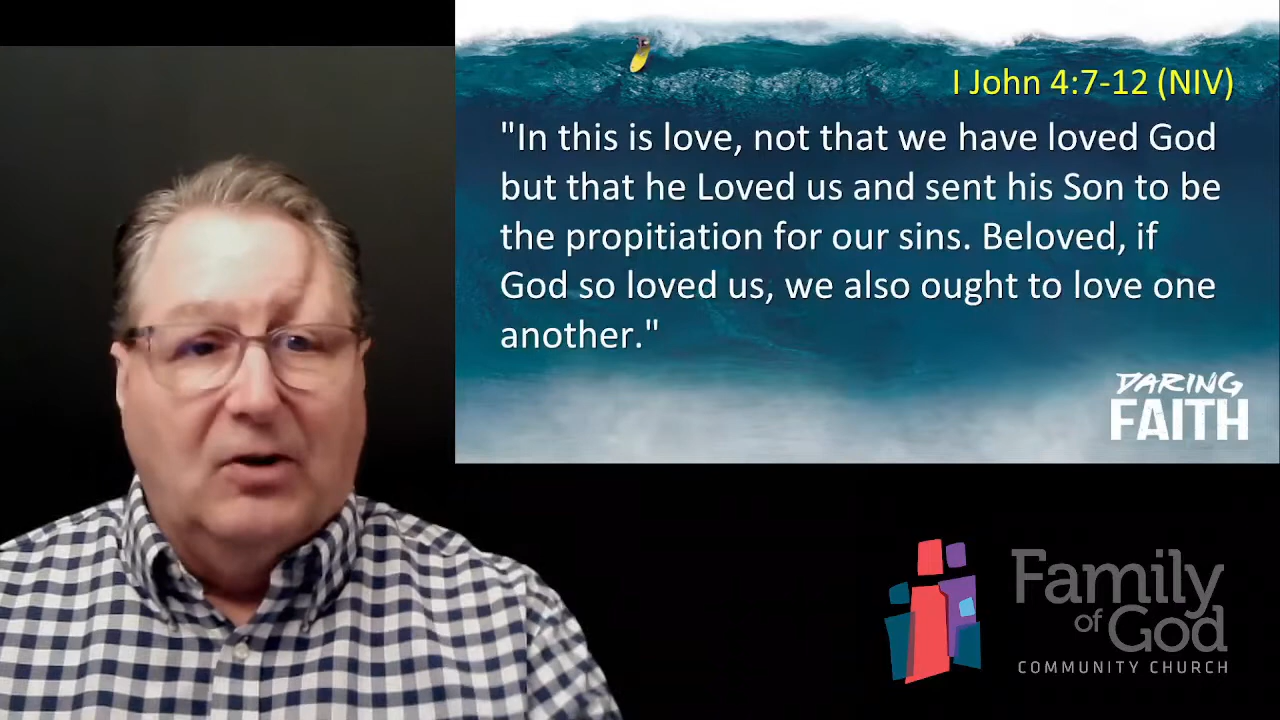 I John 4:7-12 (NIV)
"In this is love, not that we have loved God
but that he Loved us and sent his Son to be
the propitiation for our sins. Beloved, if
God so loved us, we also ought to love one
another."
DARING
FAITH
Family
of God
COMMUNITY CHURCH